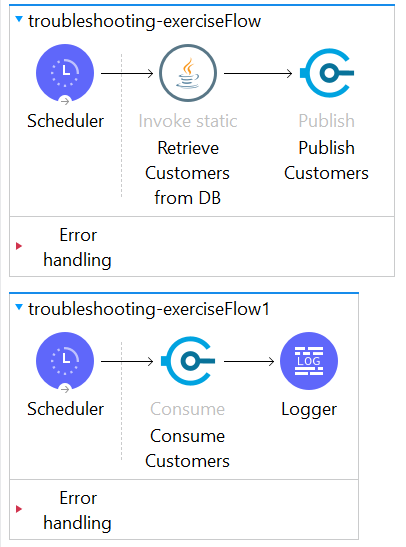 troubleshooting-exerciseFlow
Scheduler
Invoke static
Retrieve
Customers
from DB
Publish
Publish
Customers
Error
handling
troubleshooting-exerciseFlow1
Scheduler
Consume
Consume
Customers
LOG
Logger
Error
handling